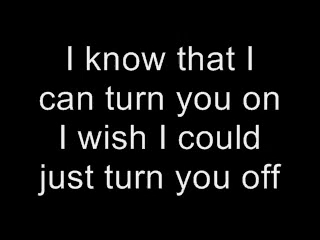 I know that I
can turn you on
I wish I could
just turn you off